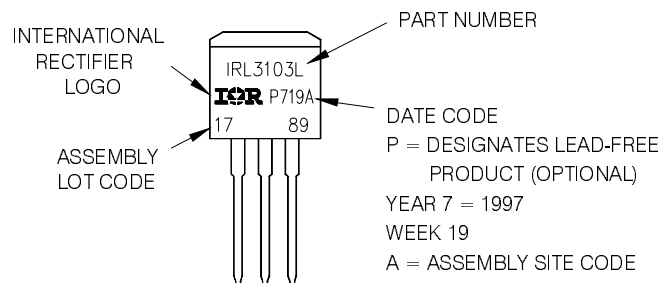 INTERNATIONAL
RECTIFIER
LOGO
ASSEMBLY
LOT CODE
PART NUMBER
IRL3103L
IOR P719A
17 89
DATE CODE
P = DESIGNATES LEAD-FREE
PRODUCT (OPTIONAL)
YEAR 7 = 1997
WEEK 19
A = ASSEMBLY SITE CODE